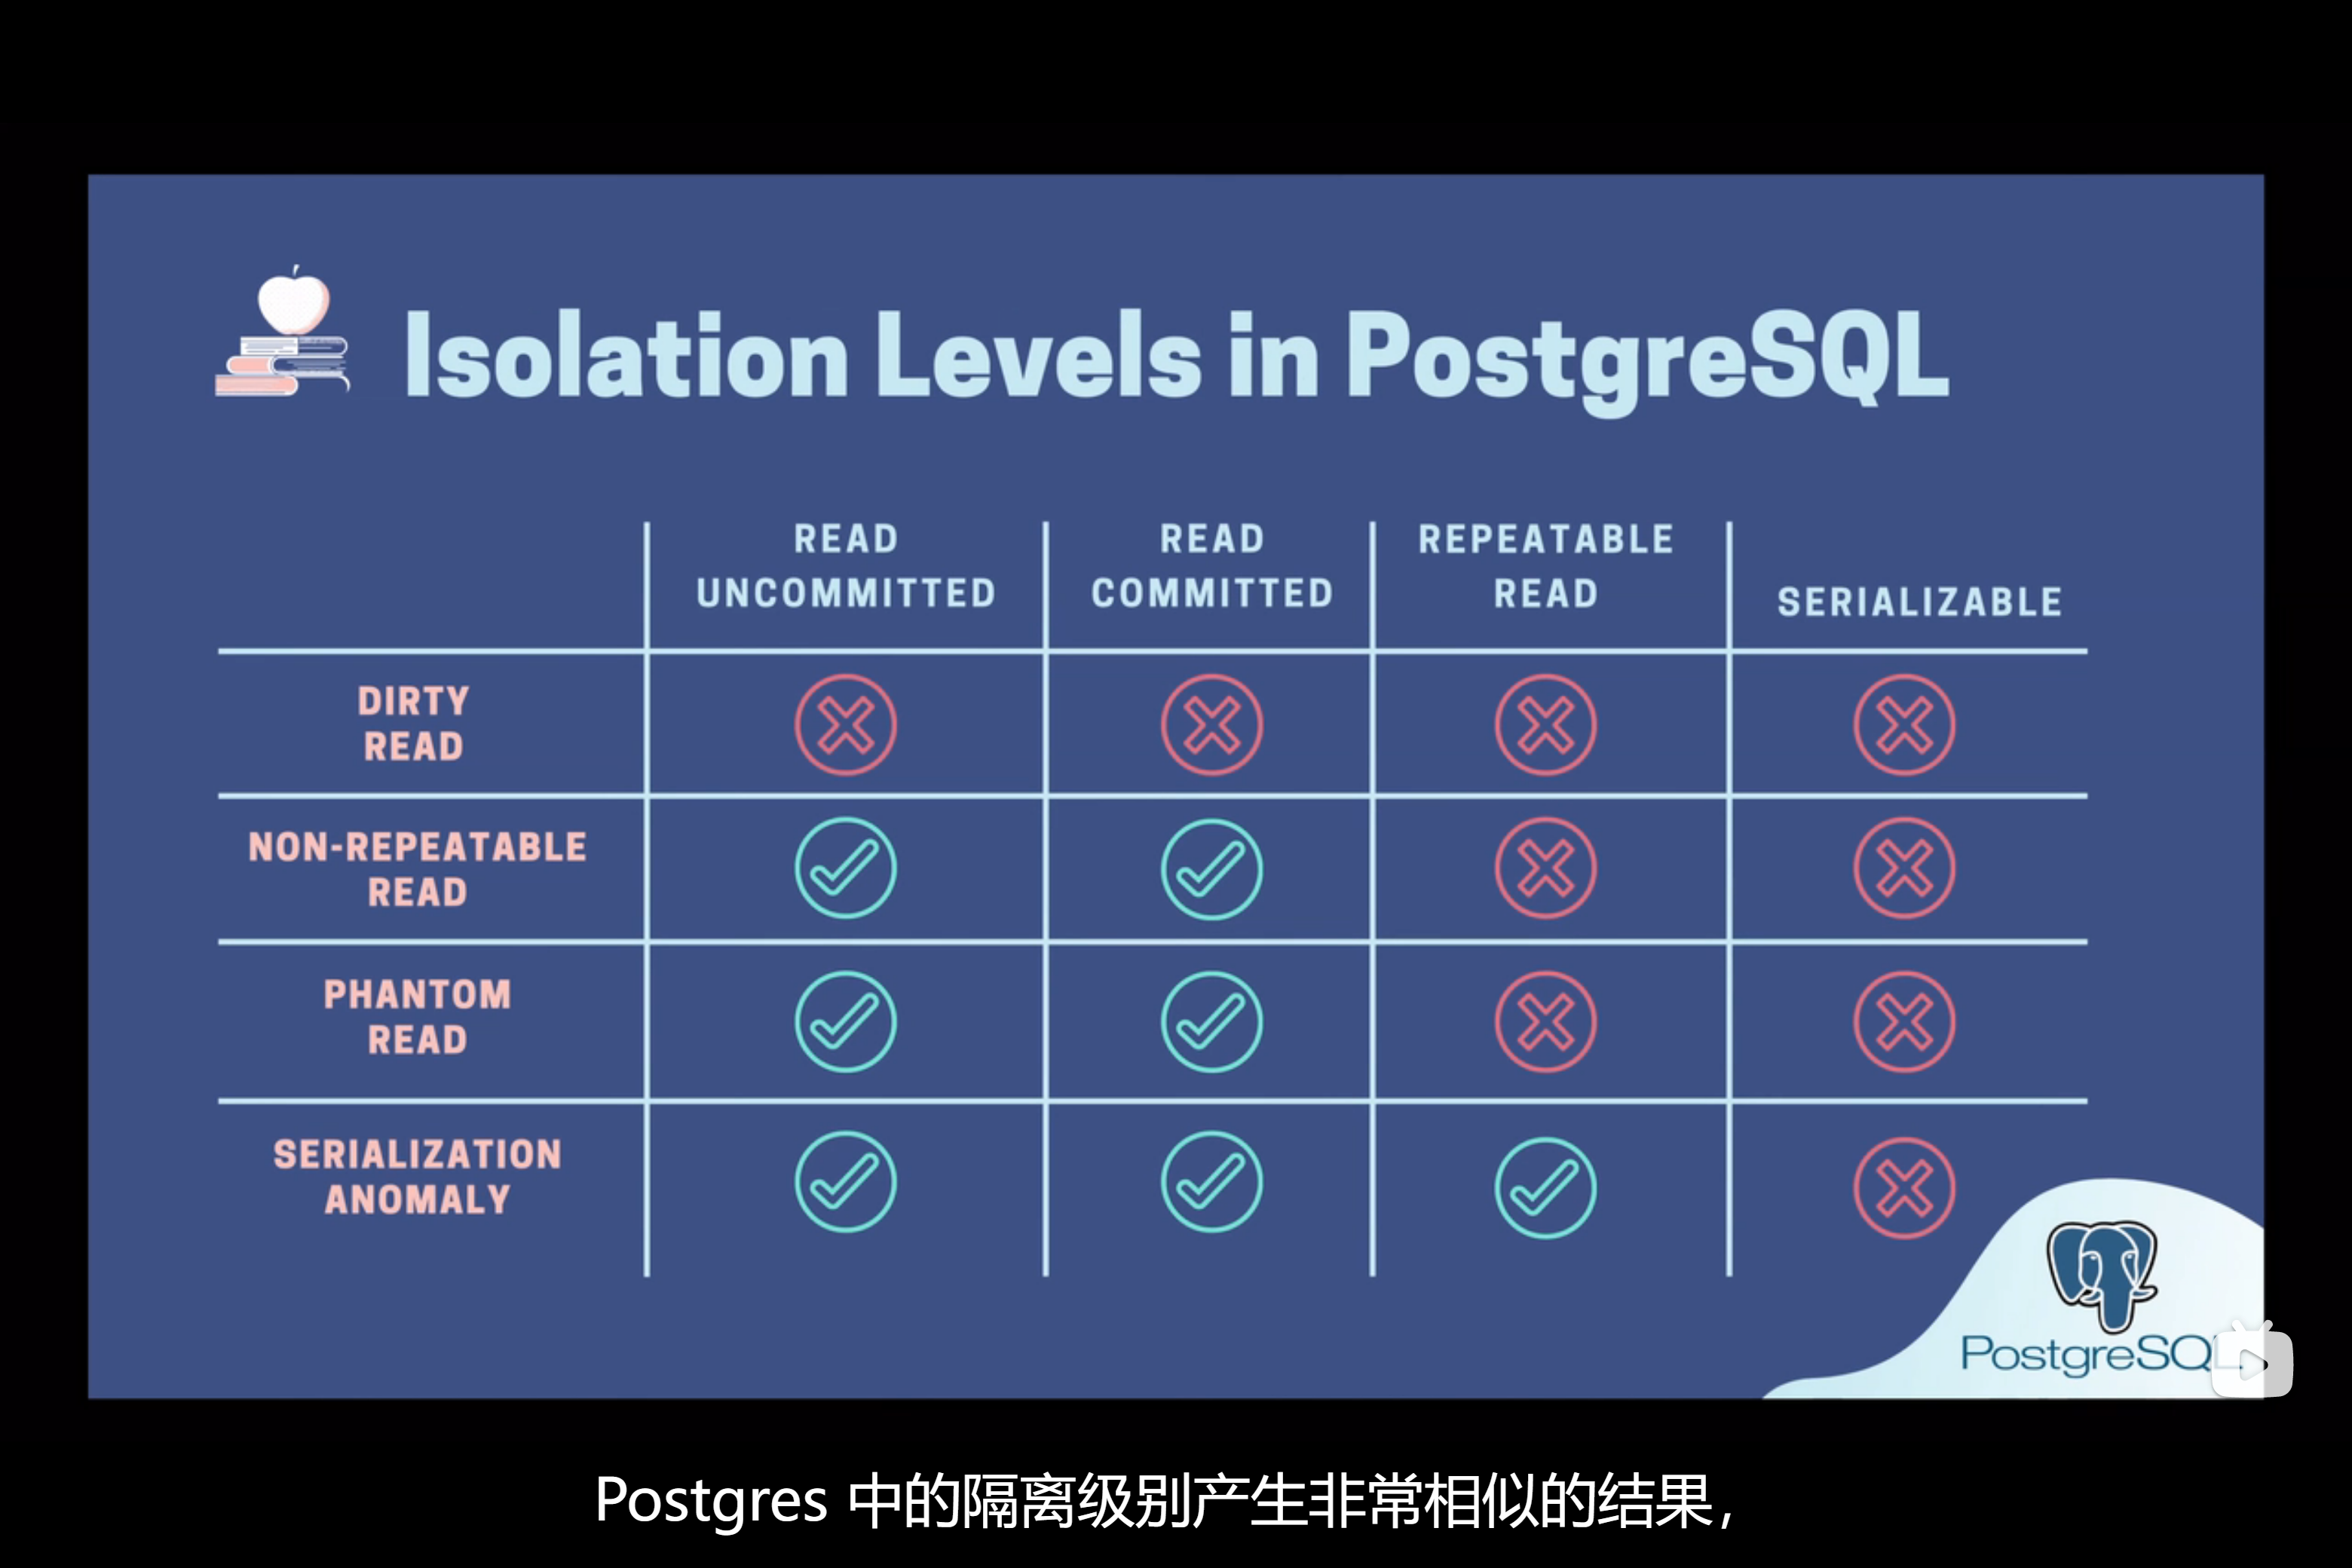 Isolation Levels in PostgreSQL
READ UNCOMMITTED
READ COMMITTED
REPEATABLE READ
SERIALIZABLE
DIRTY READ
NON-REPEATABLE READ
PHANTOM READ
SERIALIZATION ANOMALY
PostgreSQL
Postgres 中的隔离级别产生非常相似的结果,